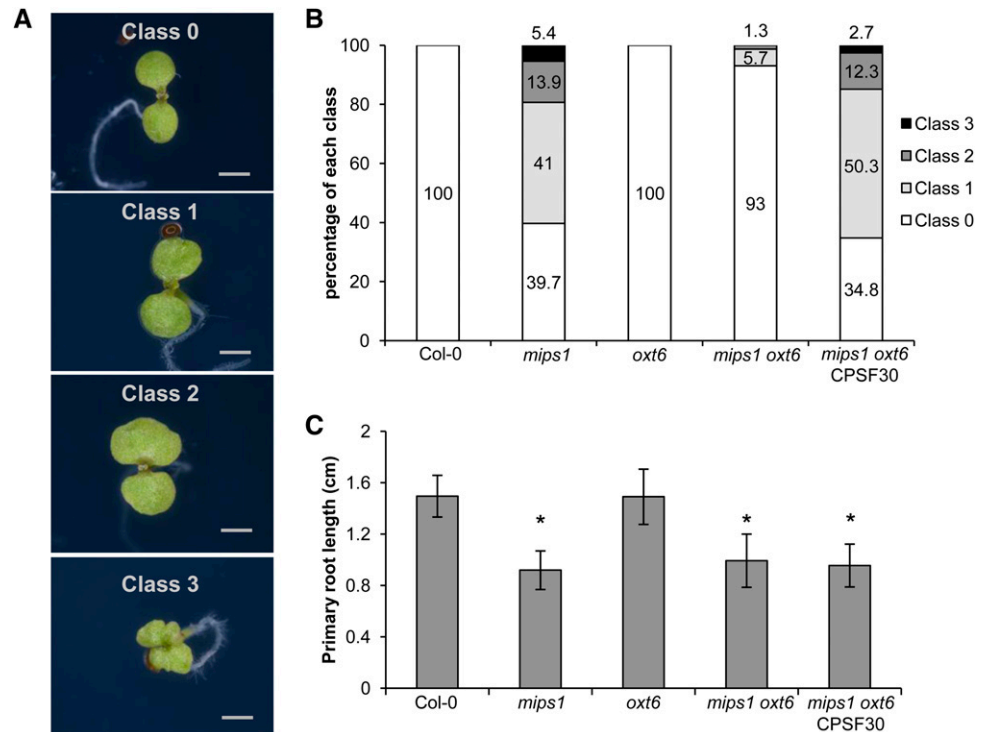 A
Class 0
Class 1
Class 2
Class 3
B
percentage of each class
100
80
60
40
20
0
5.4
1.3
2.7
100
13.9
41
39.7
100
5.7
93
12.3
50.3
34.8
Col-0
mips1
oxt6
mips1 oxt6
mips1 oxt6
CPSF30
Class 3
Class 2
Class 1
Class 0
C
Primary root length (cm)
2
1.6
1.2
0.8
0.4
0
* * *
Col-0
mips1
oxt6
mips1 oxt6
mips1 oxt6
CPSF30